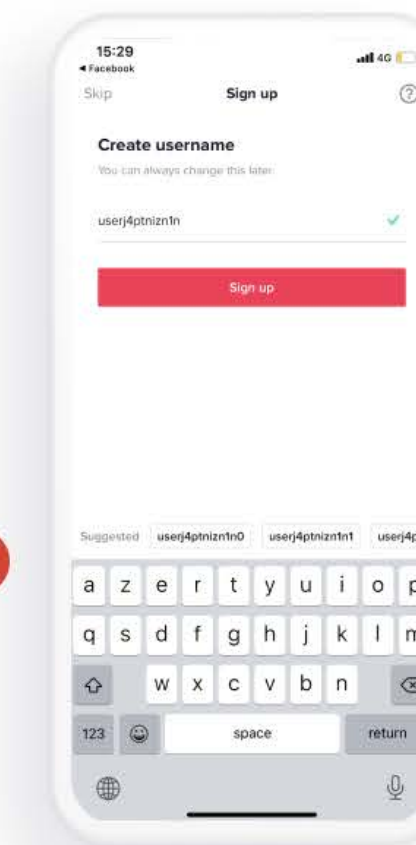 15:29
4G
◀ Facebook
Skip
Sign up
?
Create username
You can always change this later.
userj4ptnizn1n
Sign up
Suggested userj4ptnizn1n0 userj4ptnizn1n1 userj4p
a z e r t y u i o p
q s d f g h j k l m
w x c v b n
123 space return